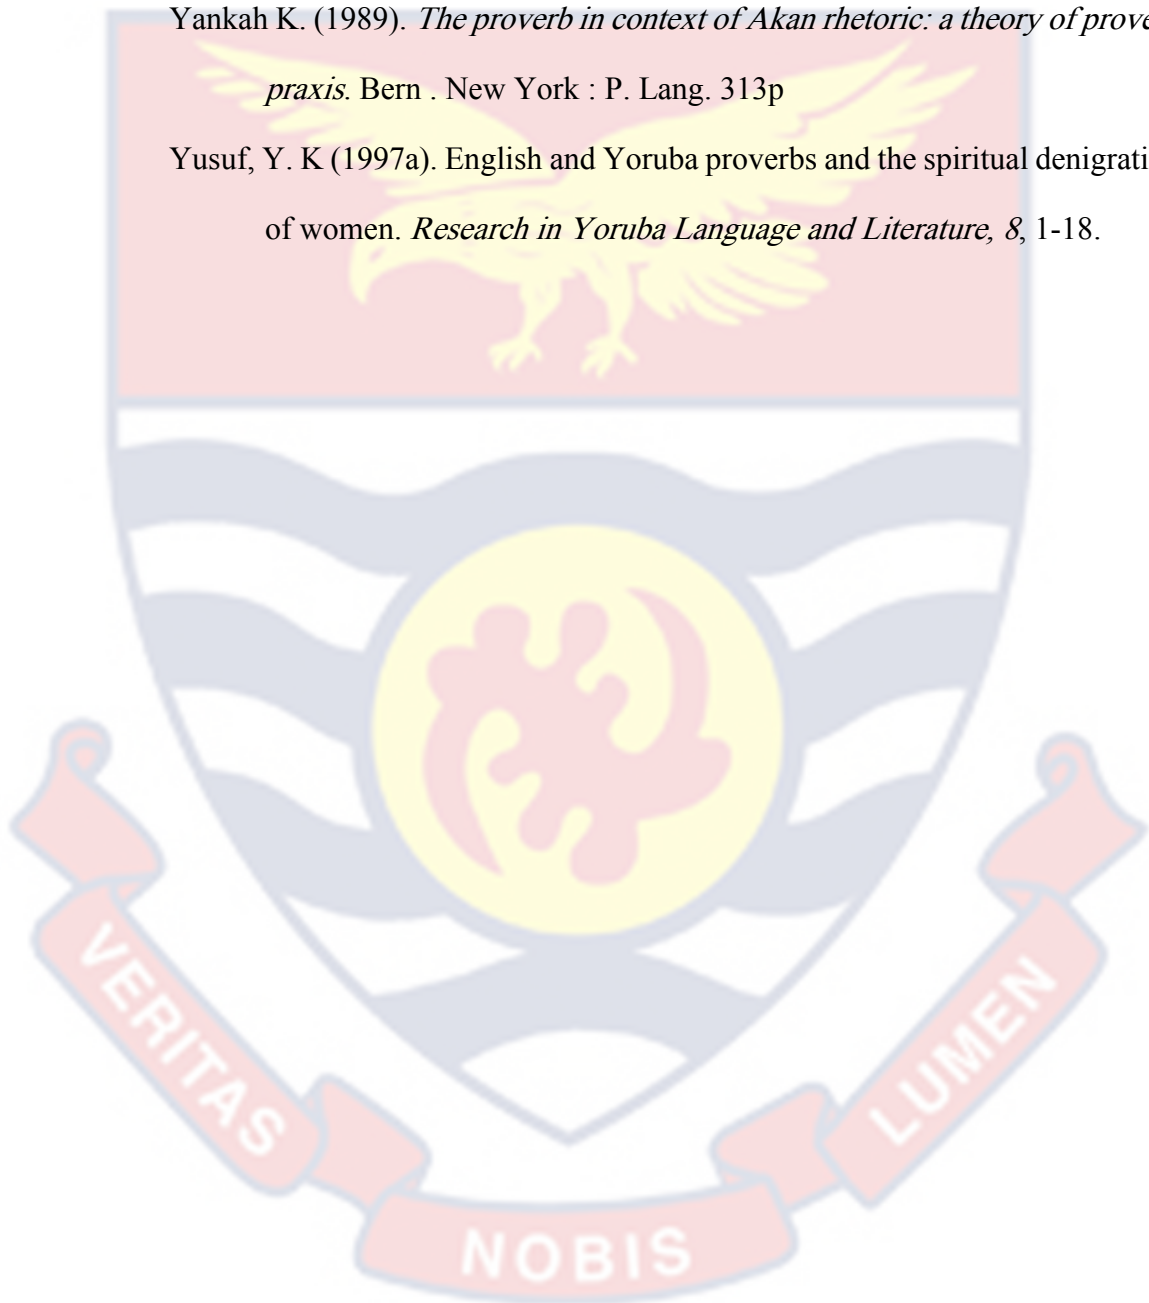 Yankah K. (1989). The proverb in context of Akan rhetoric: a theory of prove
praxis. Bern . New York : P. Lang. 313p
Yusuf, Y. K (1997a). English and Yoruba proverbs and the spiritual denigrati
of women. Research in Yoruba Language and Literature, 8, 1-18.
VERITAS
NOBIS
LUMEN